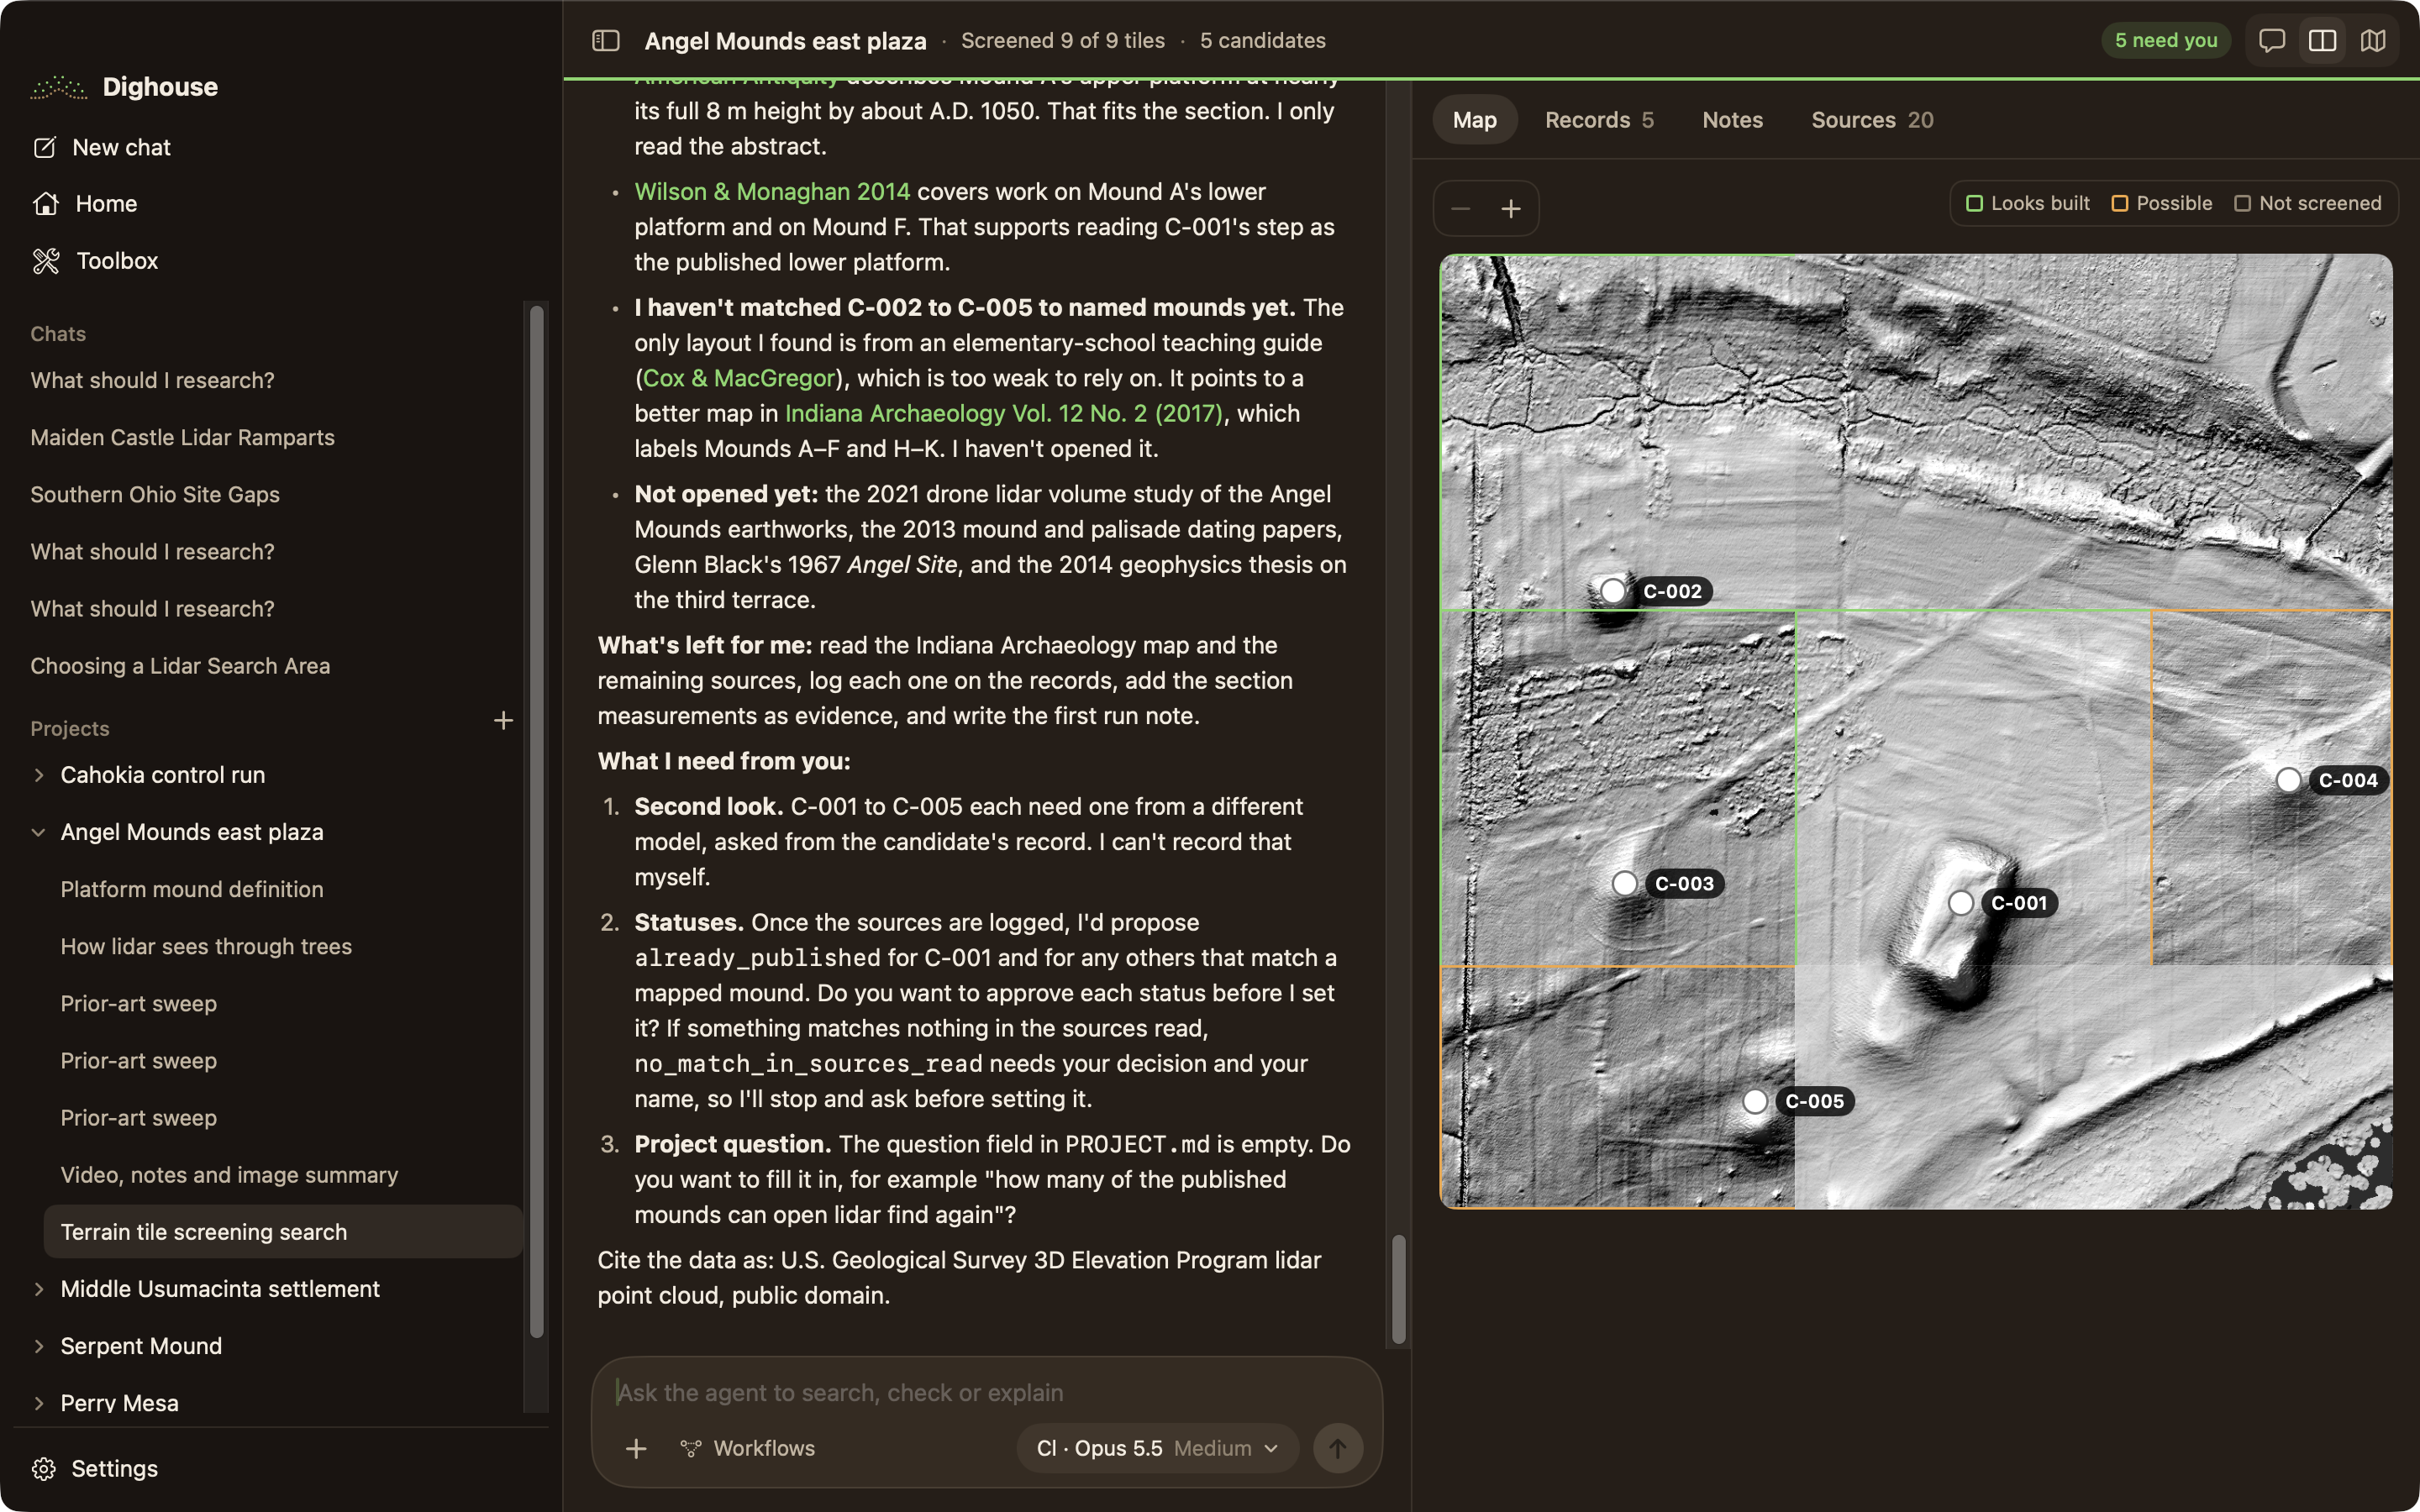 Dighouse
New chat
Home
Toolbox
Chats
What should I research?
Maiden Castle Lidar Ramparts
Southern Ohio Site Gaps
What should I research?
What should I research?
Choosing a Lidar Search Area
Projects
Cahokia control run
Angel Mounds east plaza
Platform mound definition
How lidar sees through trees
Prior-art sweep
Prior-art sweep
Prior-art sweep
Video, notes and image summary
Terrain tile screening search
Middle Usumacinta settlement
Serpent Mound
Perry Mesa
Settings
Angel Mounds east plaza · Screened 9 of 9 tiles · 5 candidates
5 need you
American Antiquity describes Mound A's upper platform at nearly
its full 8 m height by about A.D. 1050. That fits the section. I only
read the abstract.
• Wilson & Monaghan 2014 covers work on Mound A's lower
platform and on Mound F. That supports reading C-001's step as
the published lower platform.
• I haven't matched C-002 to C-005 to named mounds yet. The
only layout I found is from an elementary-school teaching guide
(Cox & MacGregor), which is too weak to rely on. It points to a
better map in Indiana Archaeology Vol. 12 No. 2 (2017), which
labels Mounds A–F and H–K. I haven't opened it.
• Not opened yet: the 2021 drone lidar volume study of the Angel
Mounds earthworks, the 2013 mound and palisade dating papers,
Glenn Black's 1967 Angel Site, and the 2014 geophysics thesis on
the third terrace.
What's left for me: read the Indiana Archaeology map and the
remaining sources, log each one on the records, add the section
measurements as evidence, and write the first run note.
What I need from you:
1. Second look. C-001 to C-005 each need one from a different
model, asked from the candidate's record. I can't record that
myself.
2. Statuses. Once the sources are logged, I'd propose
already_published for C-001 and for any others that match a
mapped mound. Do you want to approve each status before I set
it? If something matches nothing in the sources read,
no_match_in_sources_read needs your decision and your
name, so I'll stop and ask before setting it.
3. Project question. The question field in PROJECT.md is empty. Do
you want to fill it in, for example "how many of the published
mounds can open lidar find again"?
Cite the data as: U.S. Geological Survey 3D Elevation Program lidar
point cloud, public domain.
Ask the agent to search, check or explain
Workflows
Cl · Opus 5.5 Medium
Map
Records 5
Notes
Sources 20
Looks built
Possible
Not screened
C-002
C-004
C-003
C-001
C-005